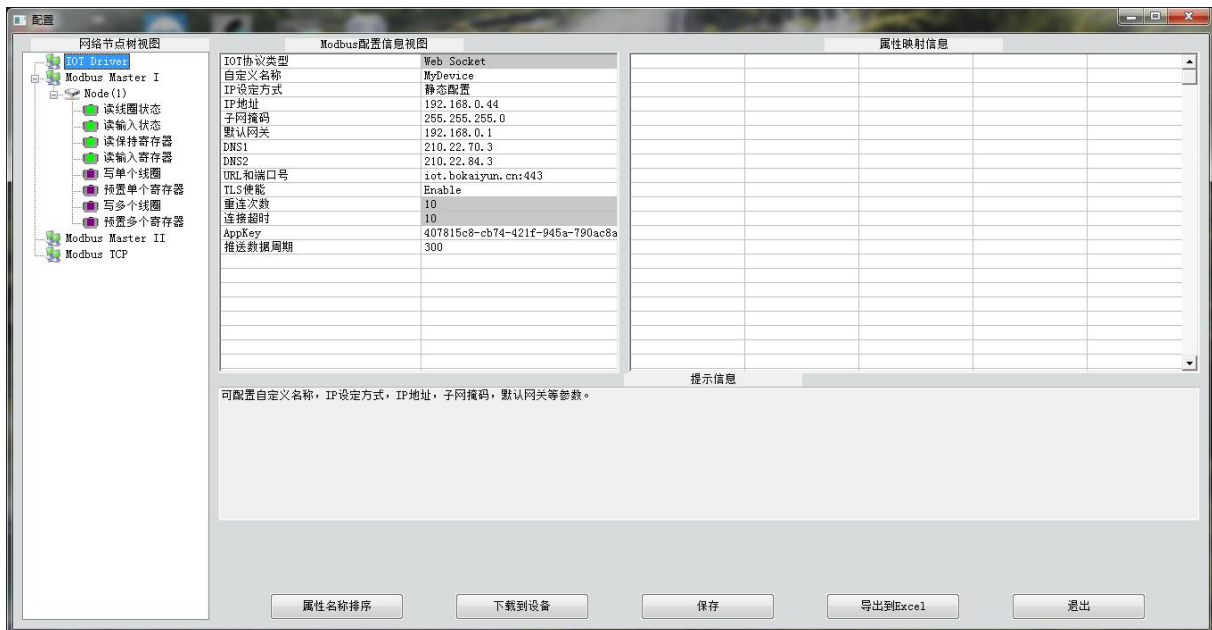 配置
网络节点树视图
IOT Driver
Modbus Master I
Node(1)
读线圈状态
读输入状态
读保持寄存器
读输入寄存器
写单个线圈
预置单个寄存器
写多个线圈
预置多个寄存器
Modbus Master II
Modbus TCP
Modbus配置信息视图
IOT协议类型 Web Socket
自定义名称 MyDevice
IP设定方式 静态配置
IP地址 192.168.0.44
子网掩码 255.255.255.0
默认网关 192.168.0.1
DNS1 210.22.70.3
DNS2 210.22.84.3
URL和端口号 iot.bokaiyun.cn:443
TLS使能 Enable
重连次数 10
连接超时 10
AppKey 407815c8-cb74-421f-945a-790ac8a
推送数据周期 300
属性映射信息
提示信息
可配置自定义名称，IP设定方式，IP地址，子网掩码，默认网关等参数。
属性名称排序 下载到设备 保存 导出到Excel 退出